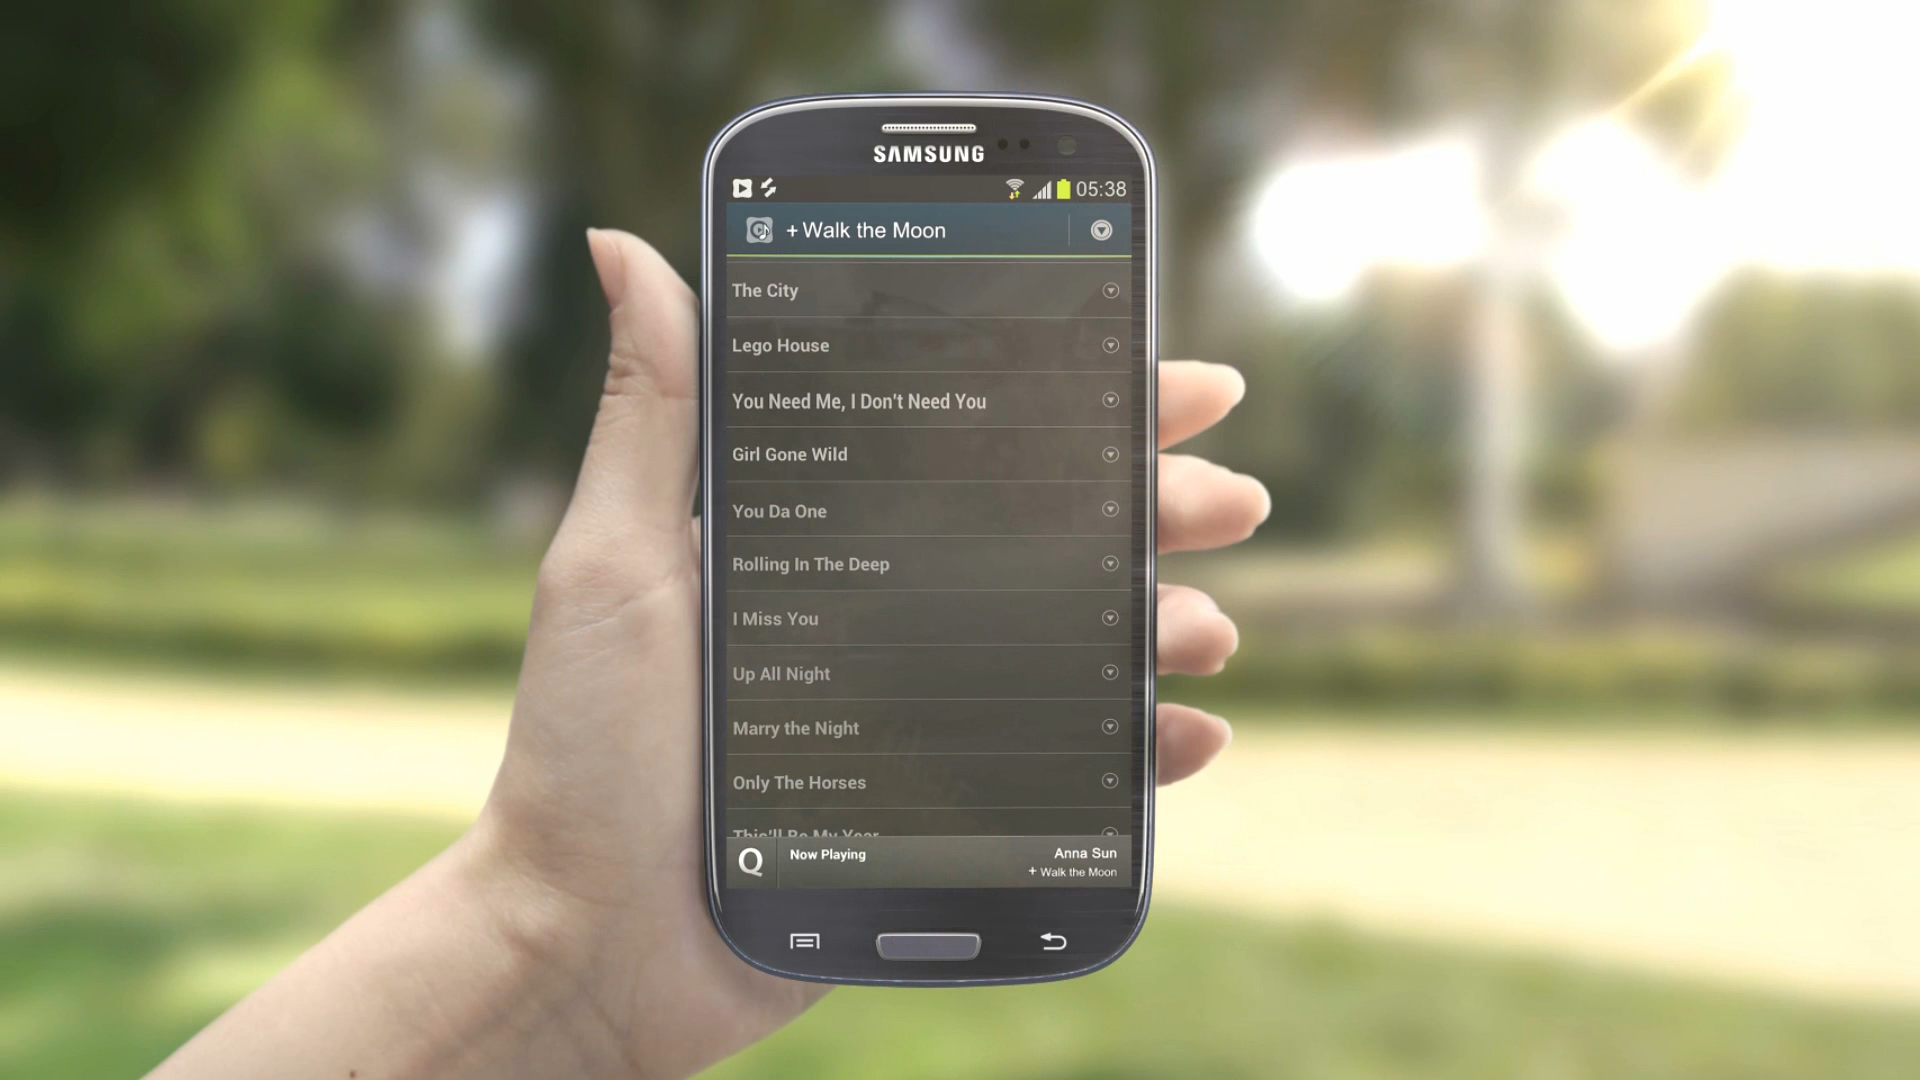 SAMSUNG
05:38
+ Walk the Moon
The City
Lego House
You Need Me, I Don't Need You
Girl Gone Wild
You Da One
Rolling In The Deep
I Miss You
Up All Night
Marry the Night
Only The Horses
This'll Be My Year
Q
Now Playing
Anna Sun
+ Walk the Moon